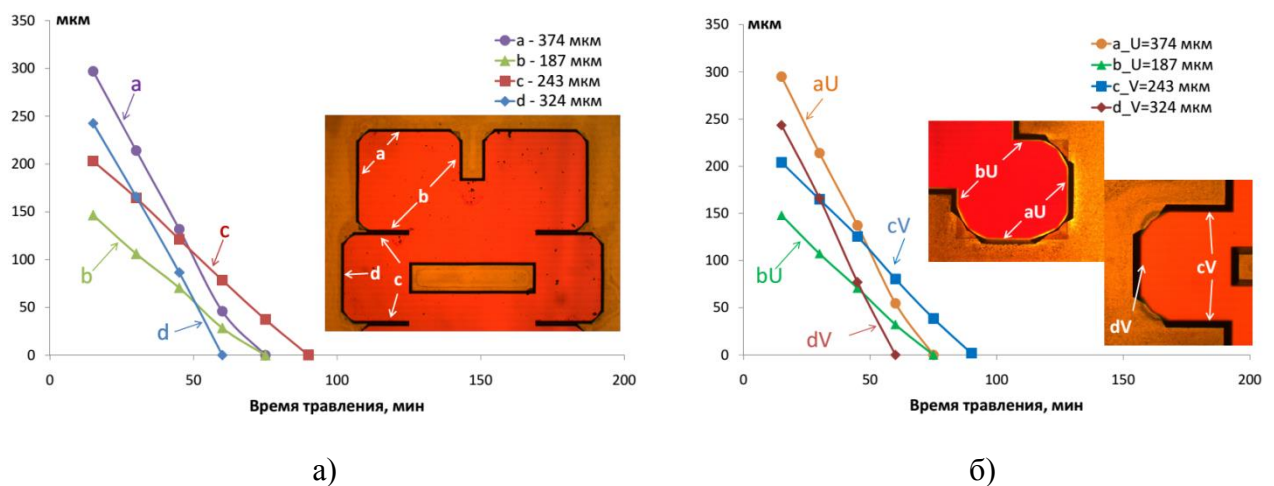 мкм
350
300
250
200
150
100
50
0
a - 374 мкм
b - 187 мкм
c - 243 мкм
d - 324 мкм
a
b
c
d
a
b
c
d
0
50
100
150
200
Время травления, мин
а)
мкм
350
300
250
200
150
100
50
0
a_U=374 мкм
b_U=187 мкм
c_V=243 мкм
d_V=324 мкм
aU
bU
cV
dV
bU
aU
cV
dV
0
50
100
150
200
Время травления, мин
б)